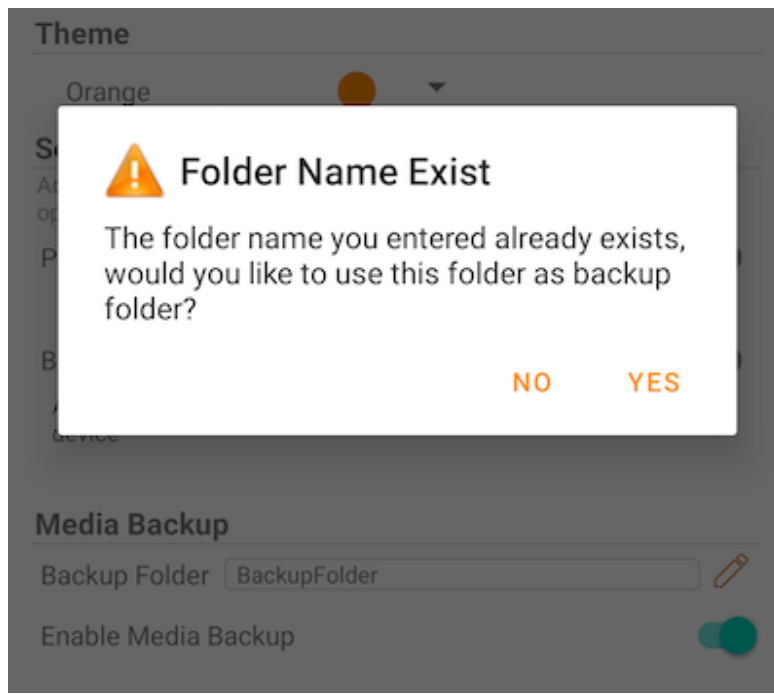 Theme
Orange
Folder Name Exist
The folder name you entered already exists,
would you like to use this folder as backup
folder?
NO YES
device
Media Backup
Backup Folder BackupFolder
Enable Media Backup